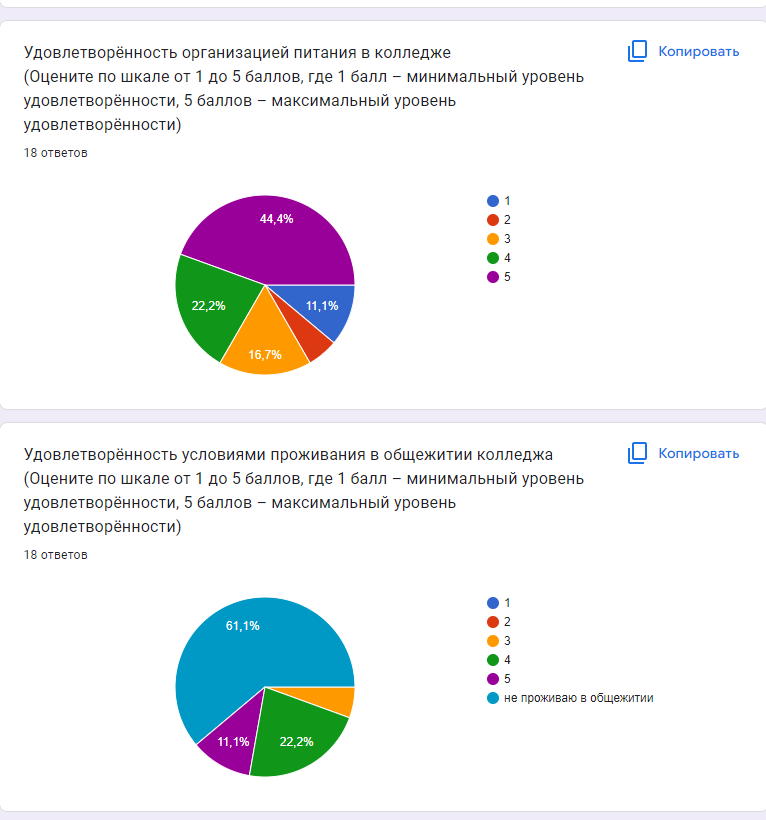 Удовлетворённость организацией питания в колледже
Копировать
(Оцените по шкале от 1 до 5 баллов, где 1 балл – минимальный уровень
удовлетворённости, 5 баллов – максимальный уровень
удовлетворённости)
18 ответов
44,4%
22,2%
16,7%
11,1%
1
2
3
4
5
Удовлетворённость условиями проживания в общежитии колледжа
Копировать
(Оцените по шкале от 1 до 5 баллов, где 1 балл – минимальный уровень
удовлетворённости, 5 баллов – максимальный уровень
удовлетворённости)
18 ответов
61,1%
11,1%
22,2%
1
2
3
4
5
не проживаю в общежитии